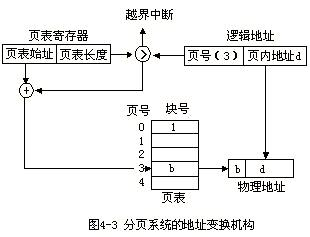 越界中断
页表寄存器
逻辑地址
页表始址 页表长度
>
页号(3) 页内地址d
+
页号 块号
0 1
1
2
3 b
4
b d
页表
物理地址
图4-3 分页系统的地址变换机构